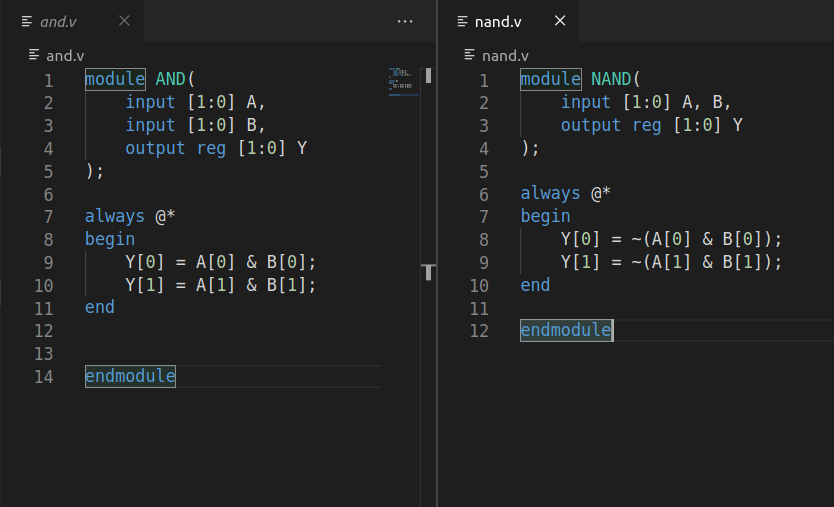 and.v
and.v
1 module AND(
2     input [1:0] A,
3     input [1:0] B,
4     output reg [1:0] Y
5 );
6
7 always @*
8 begin
9     Y[0] = A[0] & B[0];
10     Y[1] = A[1] & B[1];
11 end
12
13
14 endmodule
nand.v
nand.v
1 module NAND(
2     input [1:0] A, B,
3     output reg [1:0] Y
4 );
5
6 always @*
7 begin
8     Y[0] = ~(A[0] & B[0]);
9     Y[1] = ~(A[1] & B[1]);
10 end
11
12 endmodule